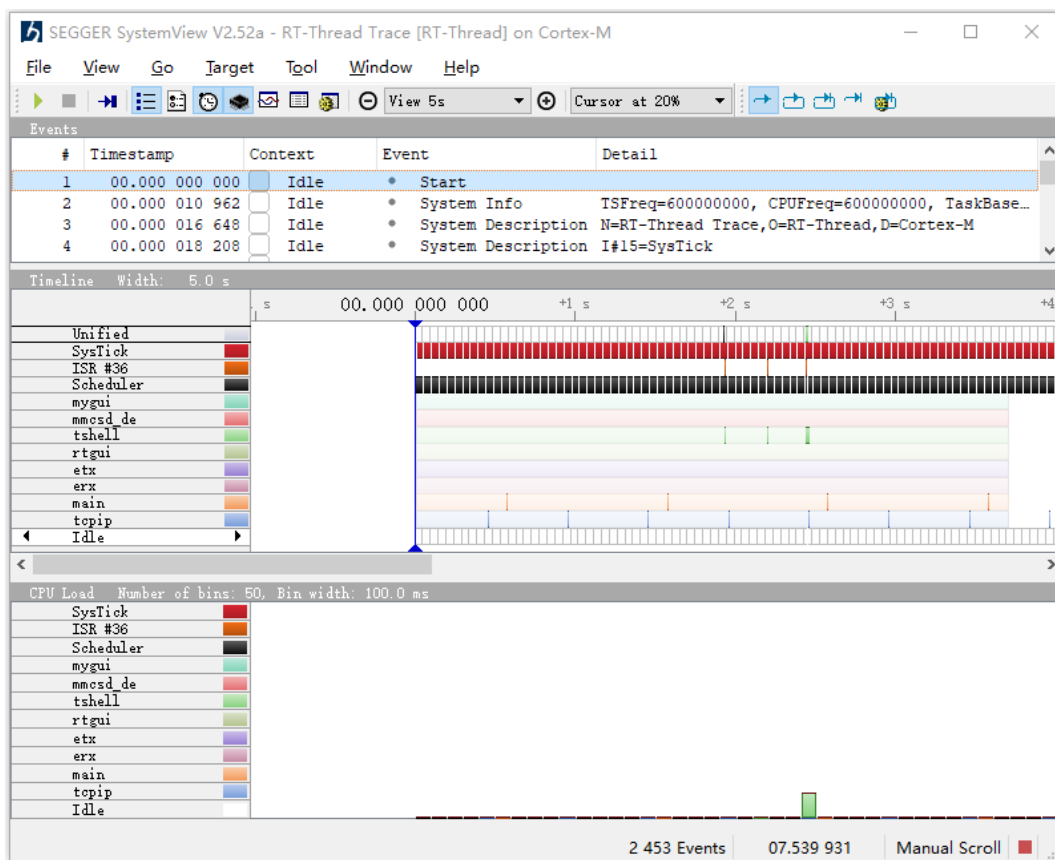 SEGGER SystemView V2.52a - RT-Thread Trace [RT-Thread] on Cortex-M
File View Go Target Tool Window Help
View 5s Cursor at 20%
Events
# Timestamp Context Event Detail
1 00.000 000 000 Idle Start
2 00.000 010 962 Idle System Info TSFreq=600000000, CPUFreq=600000000, TaskBase…
3 00.000 016 648 Idle System Description N=RT-Thread Trace,O=RT-Thread,D=Cortex-M
4 00.000 018 208 Idle System Description I#15=SysTick
Timeline Width: 5.0 s
. s 00.000 000 000 +1 s +2 s +3 s +4
Unified
SysTick
ISR #36
Scheduler
mygui
mmcsd_de
tshell
rtgui
etx
erx
main
tcpip
Idle
CPU Load Number of bins: 50, Bin width: 100.0 ms
SysTick
ISR #36
Scheduler
mygui
mmcsd_de
tshell
rtgui
etx
erx
main
tcpip
Idle
2 453 Events 07.539 931 Manual Scroll